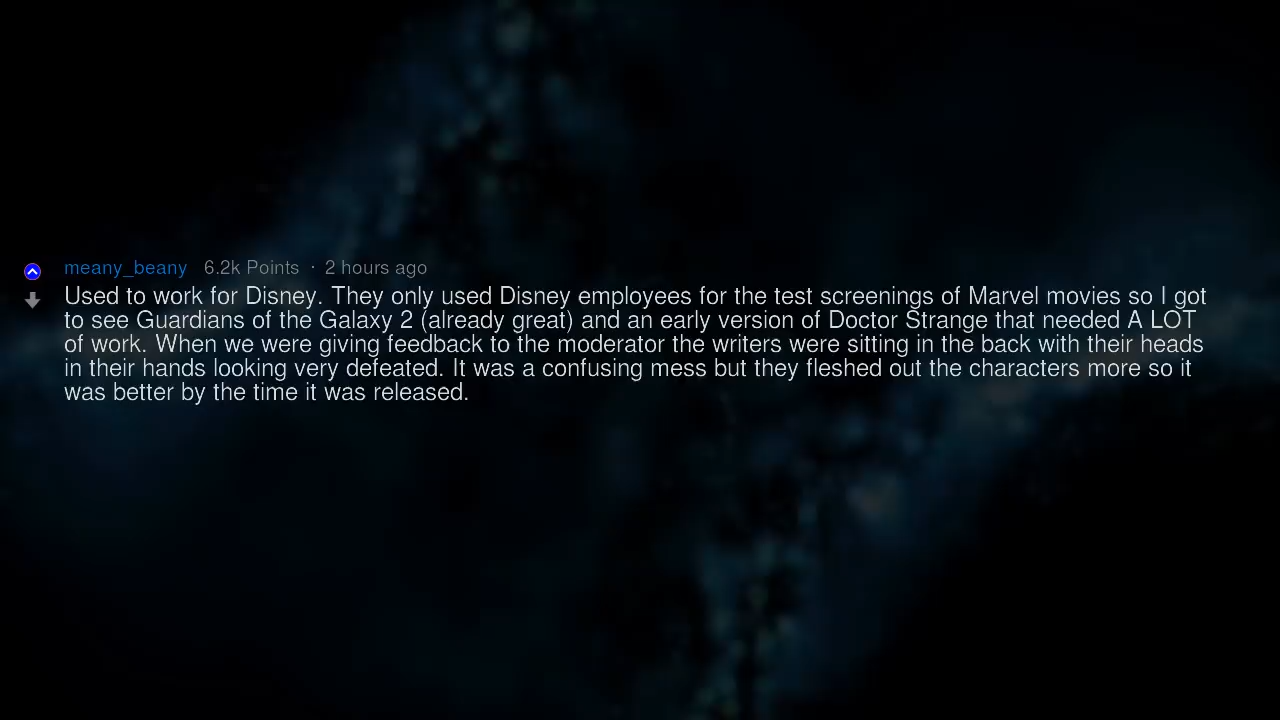 meany_beany 6.2k Points · 2 hours ago
Used to work for Disney. They only used Disney employees for the test screenings of Marvel movies so I got
to see Guardians of the Galaxy 2 (already great) and an early version of Doctor Strange that needed A LOT
of work. When we were giving feedback to the moderator the writers were sitting in the back with their heads
in their hands looking very defeated. It was a confusing mess but they fleshed out the characters more so it
was better by the time it was released.